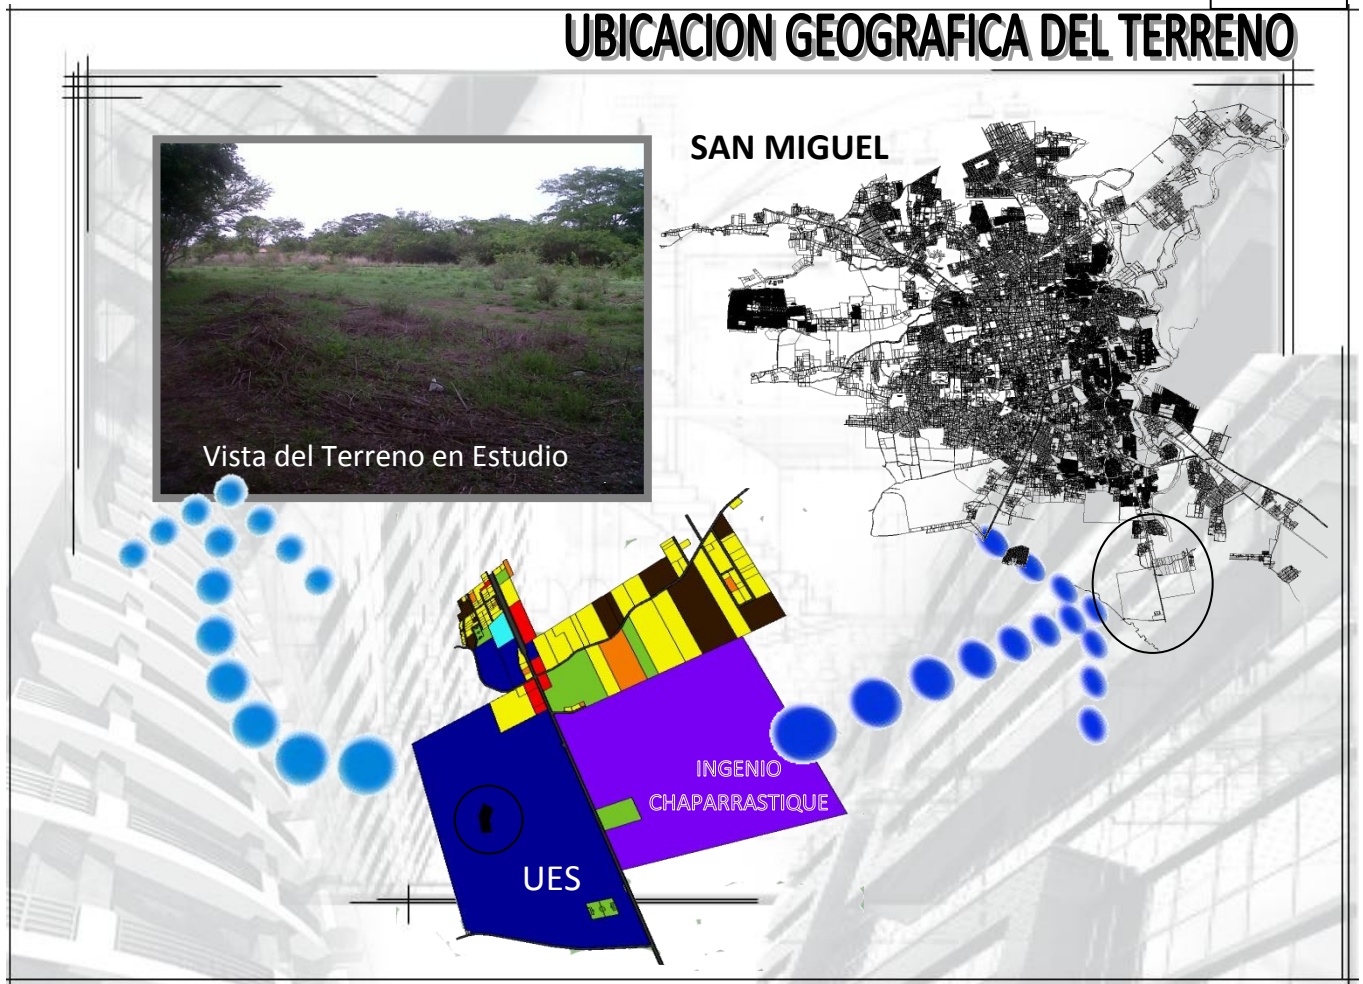 UBICACION GEOGRAFICA DEL TERRENO
SAN MIGUEL
Vista del Terreno en Estudio
INGENIO
CHAPARRASTIQUE
UES